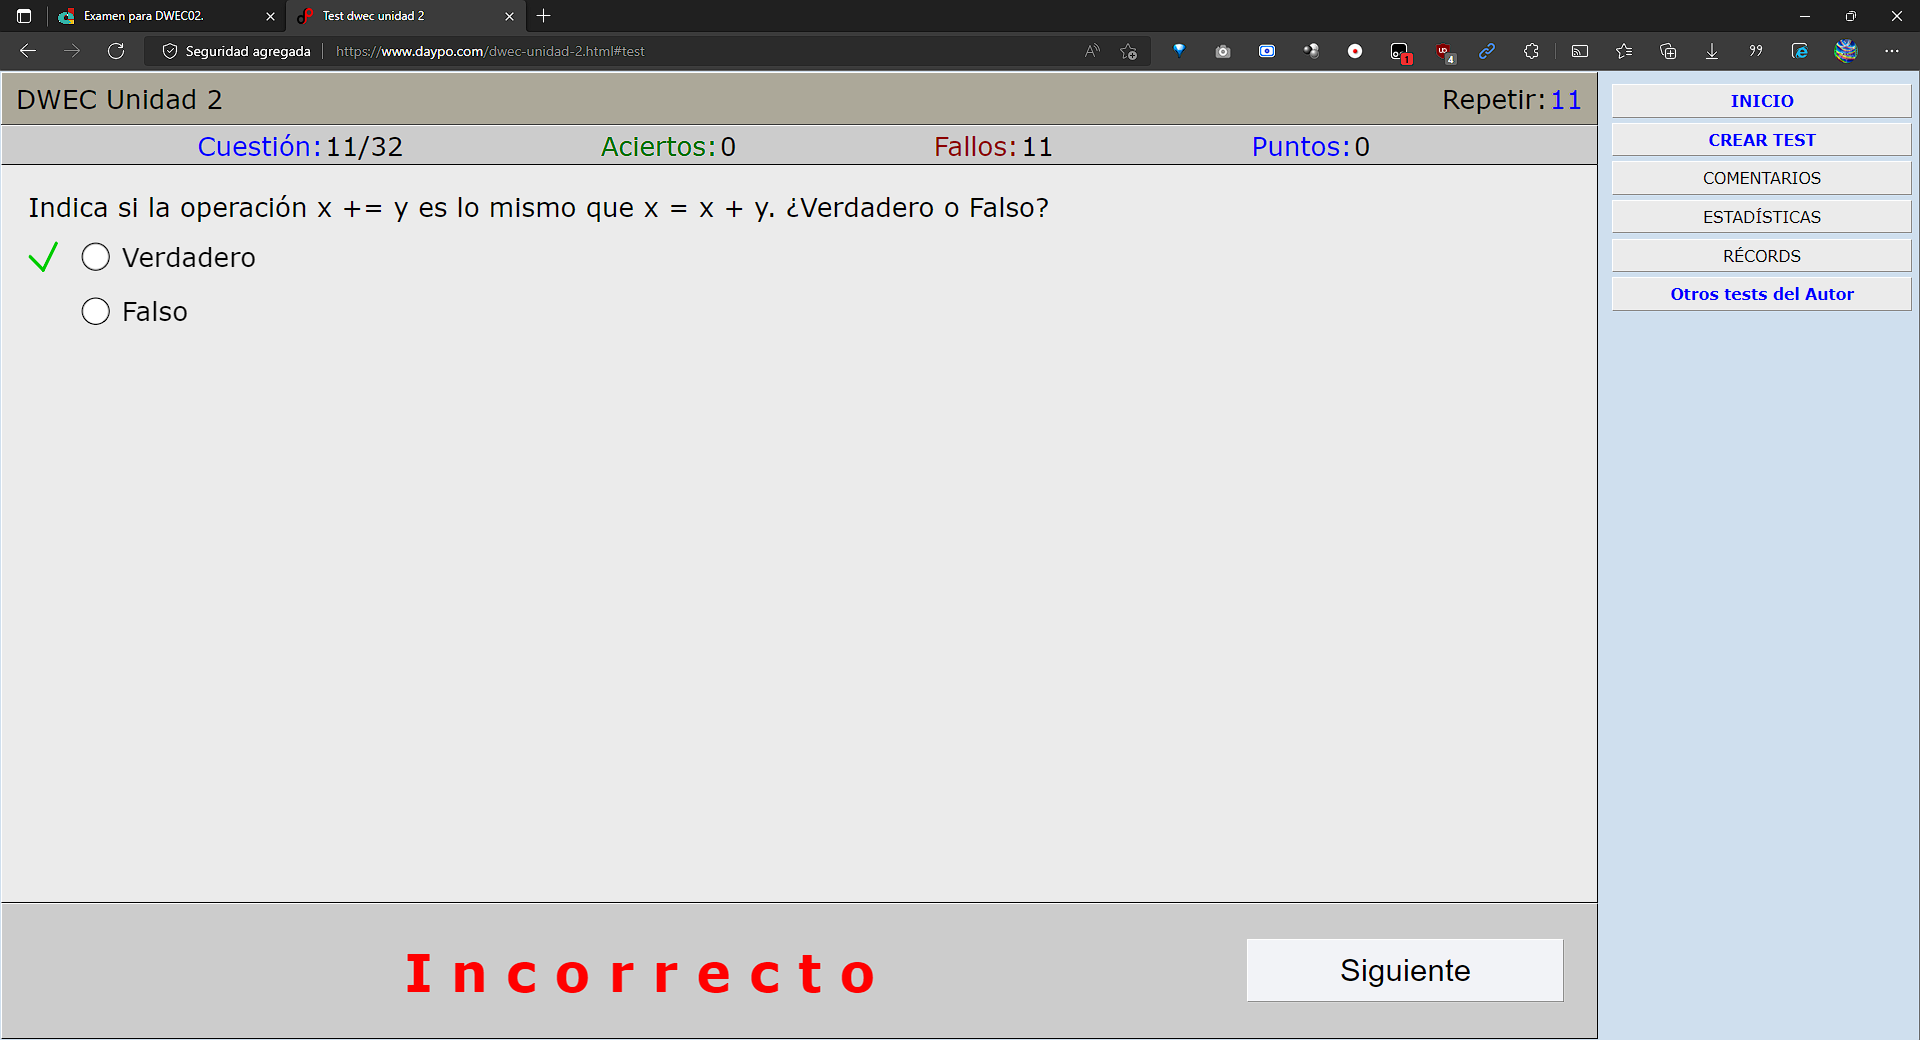 Examen para DWEC02.
Test dwec unidad 2
Seguridad agregada
https://www.daypo.com/dwec-unidad-2.html#test
1
4
DWEC Unidad 2
Repetir: 11
Cuestión: 11/32
Aciertos: 0
Fallos: 11
Puntos: 0
Indica si la operación x += y es lo mismo que x = x + y. ¿Verdadero o Falso?
Verdadero
Falso
Incorrecto
Siguiente
INICIO
CREAR TEST
COMENTARIOS
ESTADÍSTICAS
RÉCORDS
Otros tests del Autor